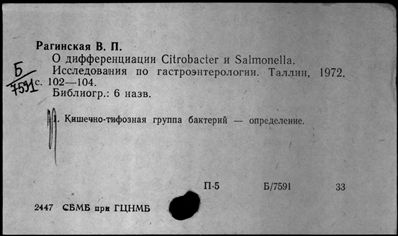 Рагинская В. П.
О дифференциации Citrobacter и Salmonella.
Исследования по гастроэнтерологии. Таллин, 1972.
с. 102—104.
Библиогр.: 6 назв.
Б
7591
1. Кишечно-тифозная группа бактерий — определение.
П-5 Б/7591 33
2447 СБМБ при ГЦНМБ